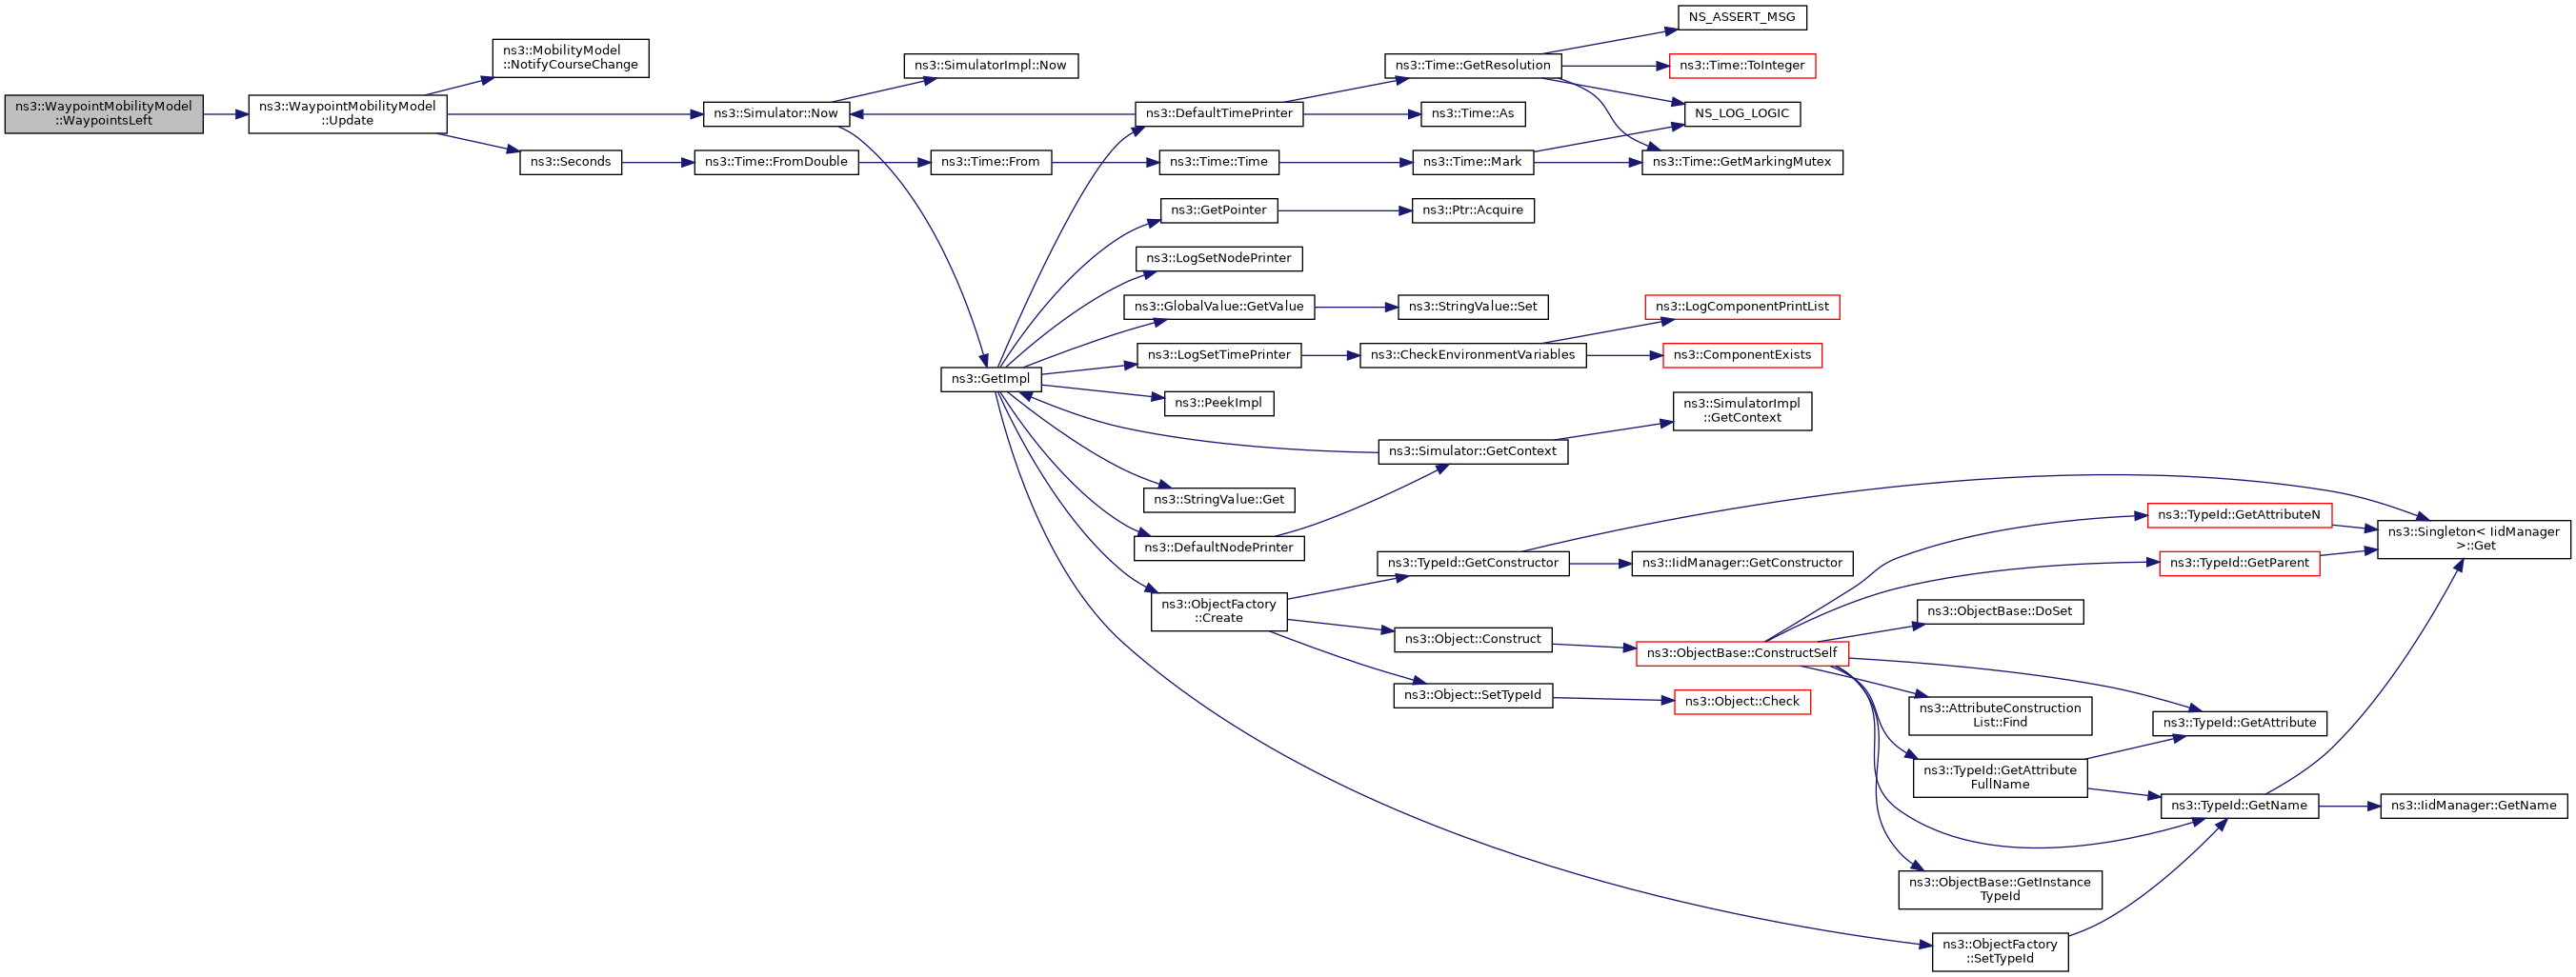 ns3::WaypointMobilityModel
::WaypointsLeft
ns3::WaypointMobilityModel
::Update
ns3::MobilityModel
::NotifyCourseChange
ns3::Simulator::Now
ns3::Seconds
ns3::SimulatorImpl::Now
ns3::Time::FromDouble
ns3::Time::From
ns3::GetImpl
ns3::DefaultTimePrinter
ns3::Time::Time
ns3::GetPointer
ns3::LogSetNodePrinter
ns3::GlobalValue::GetValue
ns3::LogSetTimePrinter
ns3::PeekImpl
ns3::StringValue::Get
ns3::DefaultNodePrinter
ns3::ObjectFactory
::Create
ns3::Time::GetResolution
ns3::Time::As
ns3::Time::Mark
ns3::Ptr::Acquire
ns3::StringValue::Set
ns3::CheckEnvironmentVariables
ns3::Simulator::GetContext
ns3::TypeId::GetConstructor
ns3::Object::Construct
ns3::Object::SetTypeId
NS_ASSERT_MSG
ns3::Time::ToInteger
NS_LOG_LOGIC
ns3::Time::GetMarkingMutex
ns3::LogComponentPrintList
ns3::ComponentExists
ns3::SimulatorImpl
::GetContext
ns3::IidManager::GetConstructor
ns3::ObjectBase::ConstructSelf
ns3::Object::Check
ns3::TypeId::GetAttributeN
ns3::TypeId::GetParent
ns3::ObjectBase::DoSet
ns3::AttributeConstruction
List::Find
ns3::TypeId::GetAttribute
ns3::TypeId::GetAttribute
FullName
ns3::TypeId::GetName
ns3::ObjectBase::GetInstance
TypeId
ns3::ObjectFactory
::SetTypeId
ns3::Singleton< IidManager
>::Get
ns3::IidManager::GetName